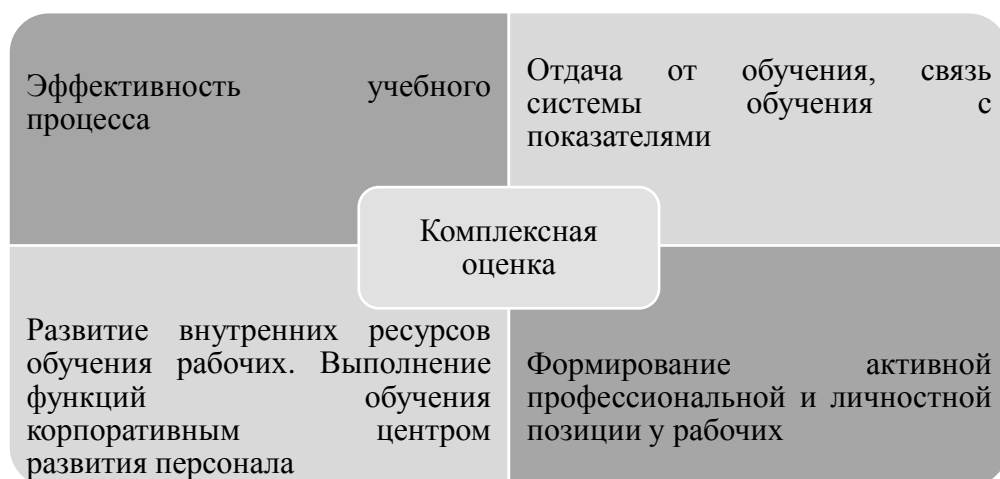 Эффективность учебного
процесса
Отдача от обучения, связь
системы обучения с
показателями
Комплексная
оценка
Развитие внутренних ресурсов
обучения рабочих. Выполнение
функций обучения
корпоративным центром
развития персонала
Формирование активной
профессиональной и личностной
позиции у рабочих